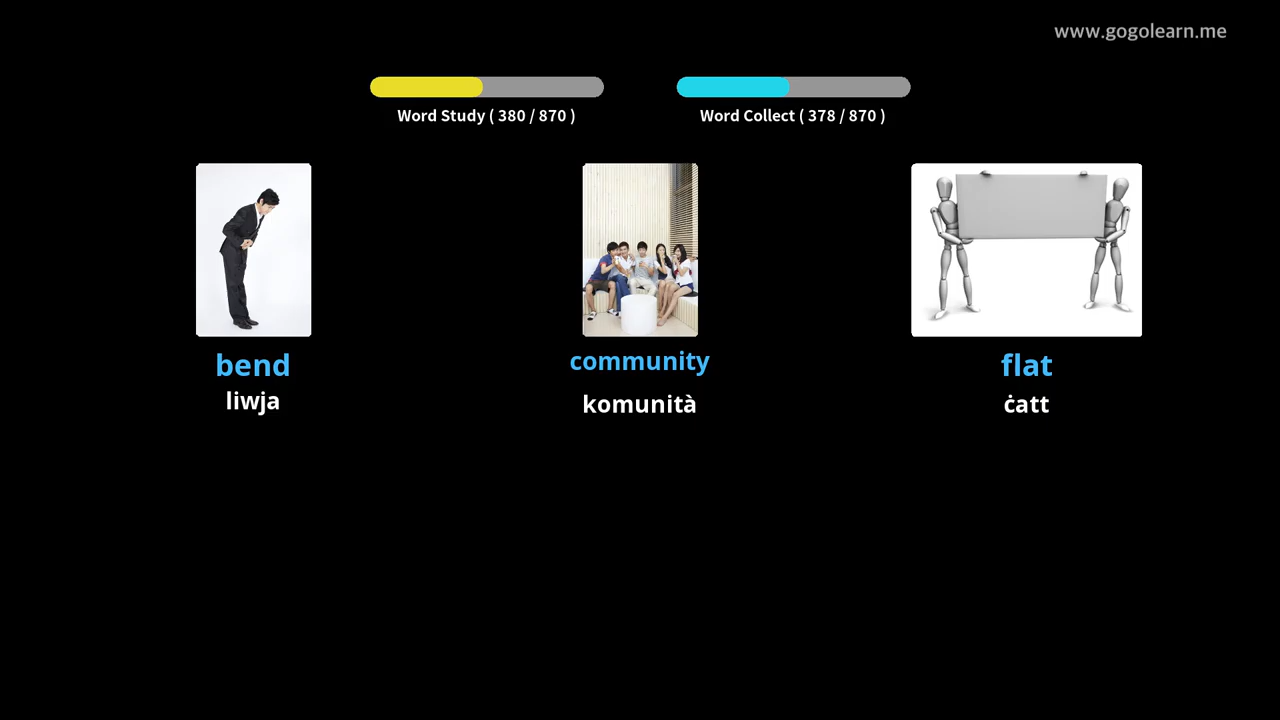 www.gogolearn.me
Word Study ( 380 / 870 )
Word Collect ( 378 / 870 )
bend
community
flat
liwja
komunità
ċatt